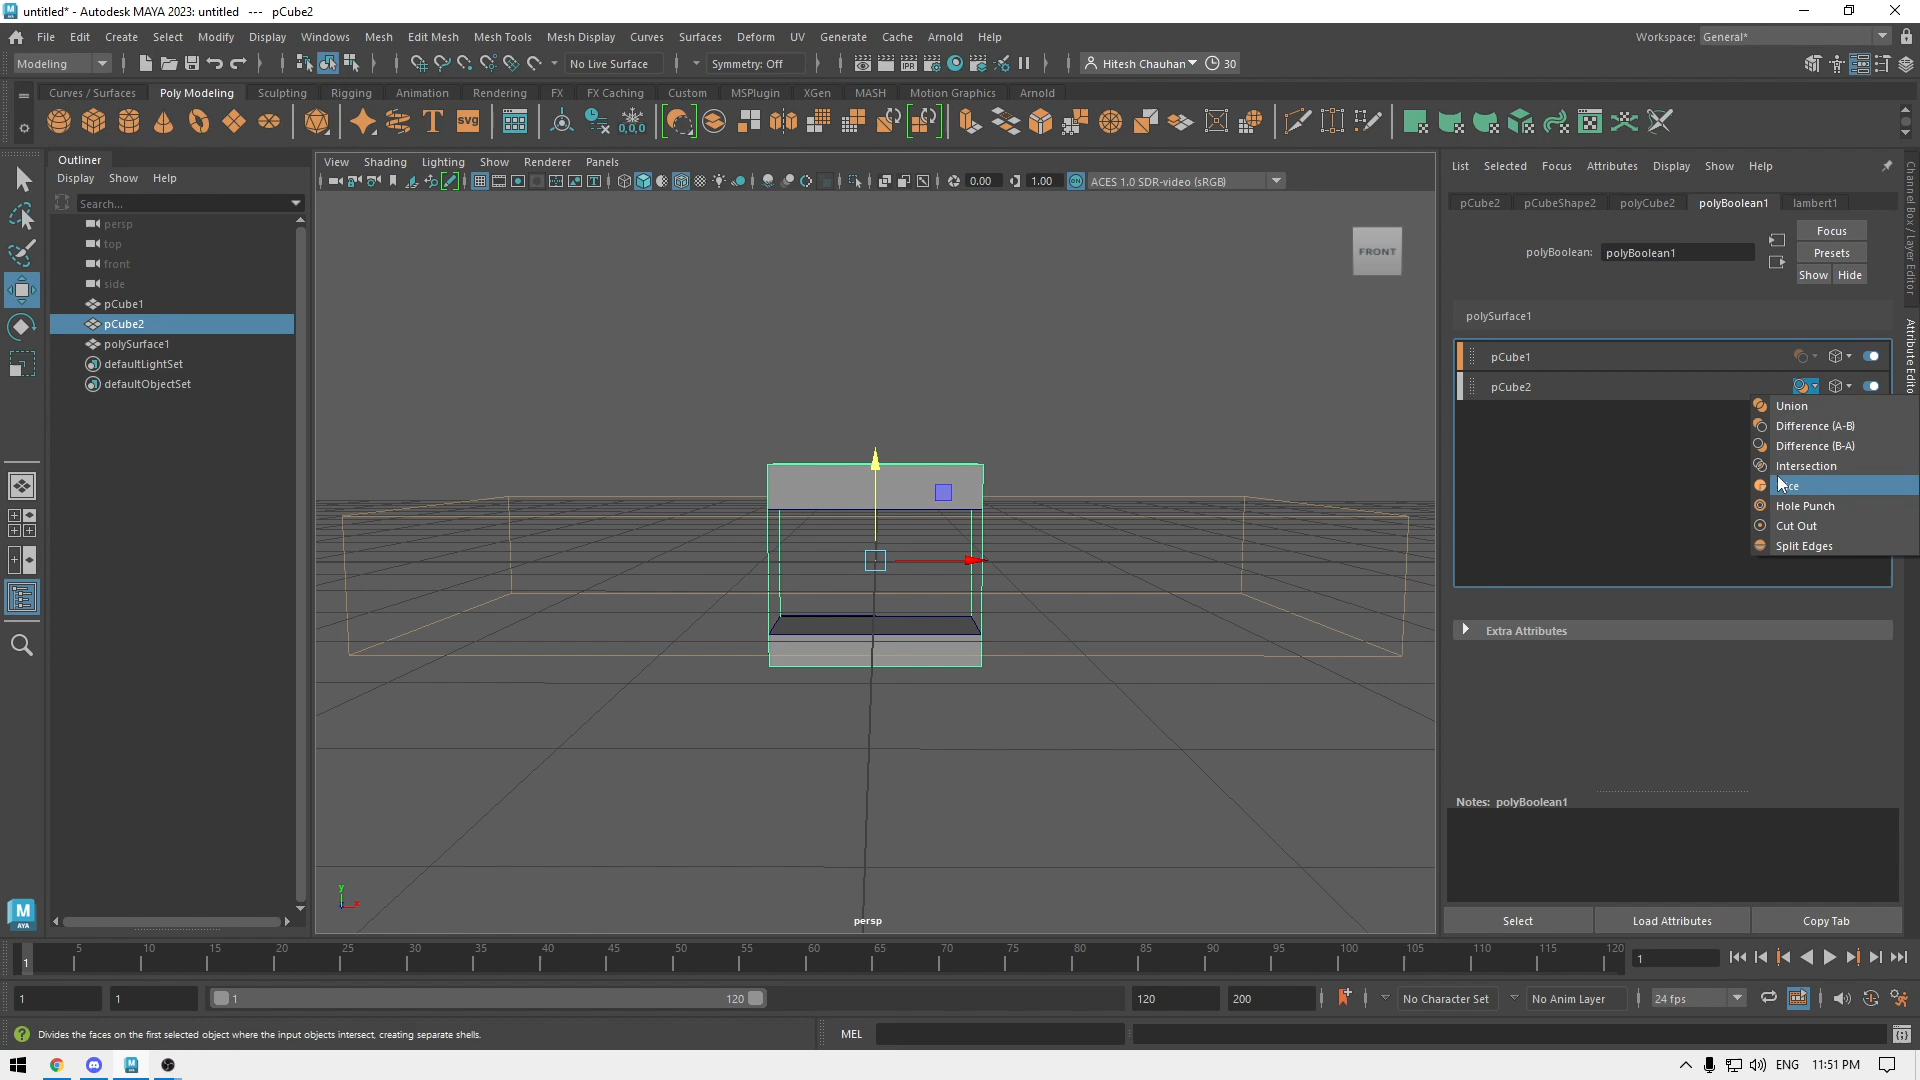 untitled* - Autodesk MAYA 2023: untitled --- pCube2
File Edit Create Select Modify Display Windows Mesh Edit Mesh Mesh Tools Mesh Display Curves Surfaces Deform UV Generate Cache Arnold Help
Workspace: General*
Modeling
No Live Surface
Symmetry: Off
Hitesh Chauhan
30
Curves / Surfaces Poly Modeling Sculpting Rigging Animation Rendering FX FX Caching Custom MSPlugin XGen MASH Motion Graphics Arnold
Outliner
Display Show Help
Search...
persp
top
front
side
pCube1
pCube2
polySurface1
defaultLightSet
defaultObjectSet
View Shading Lighting Show Renderer Panels
0.00
1.00
ACES 1.0 SDR-video (sRGB)
FRONT
persp
List Selected Focus Attributes Display Show Help
pCube2 pCubeShape2 polyCube2 polyBoolean1 lambert1
Focus
polyBoolean: polyBoolean1
Presets
Show Hide
polySurface1
pCube1
pCube2
Union
Difference (A-B)
Difference (B-A)
Intersection
Hole Punch
Cut Out
Split Edges
Extra Attributes
Notes: polyBoolean1
Select Load Attributes Copy Tab
Channel Box / Layer Editor
Attribute Edito
1 5 10 15 20 25 30 35 40 45 50 55 60 65 70 75 80 85 90 95 100 105 110 115 120
1
1 1 1 120 120 200
No Character Set
No Anim Layer
24 fps
Divides the faces on the first selected object where the input objects intersect, creating separate shells.
MEL
ENG 11:51 PM